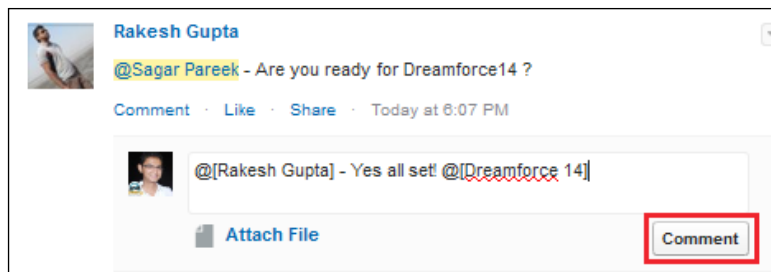 Rakesh Gupta
@Sagar Pareek - Are you ready for Dreamforce14 ?
Comment · Like · Share · Today at 6:07 PM
@[Rakesh Gupta] - Yes all set! @[Dreamforce 14]
Attach File
Comment